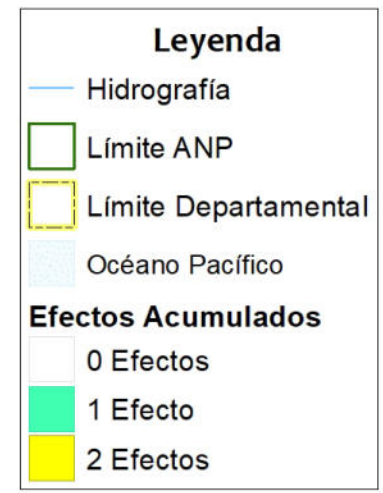 Leyenda
Hidrografía
Límite ANP
Límite Departamental
Océano Pacífico
Efectos Acumulados
0 Efectos
1 Efecto
2 Efectos